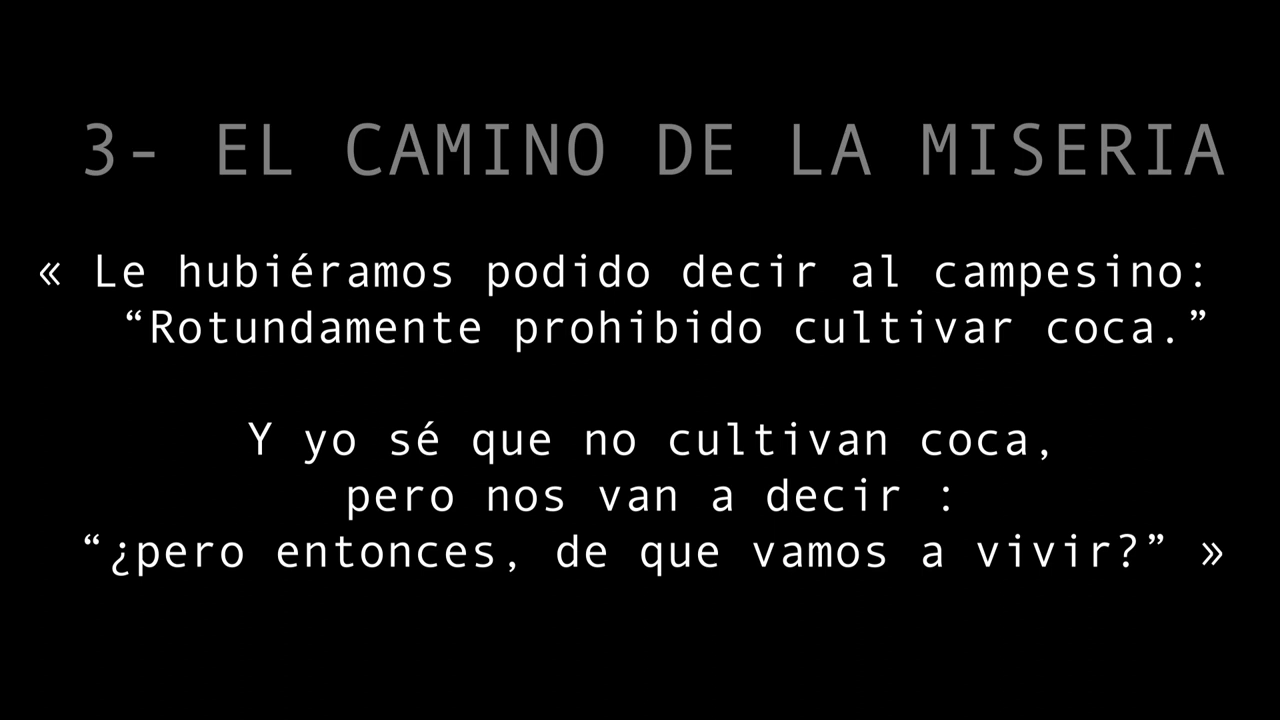 3- EL CAMINO DE LA MISERIA
« Le hubiéramos podido decir al campesino:
“Rotundamente prohibido cultivar coca.”
Y yo sé que no cultivan coca,
pero nos van a decir :
“¿pero entonces, de que vamos a vivir?” »